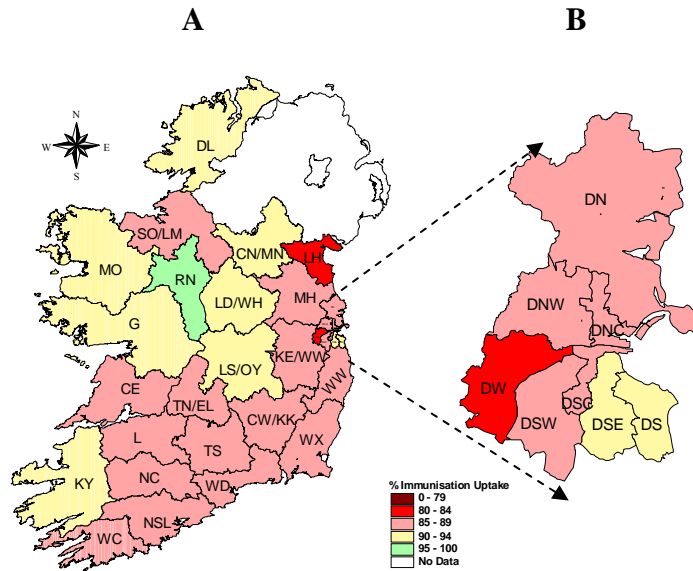 A B
N
W E
S
DL
DN
SO/LM
CN/MN
LH
MO
RN
LD/WH
MH
G
DNW
DNC
LS/OY
KE/WW
WW
CE
TN/EL
CW/KK
DW
DSC
DSW
DSE
DS
L
TS
WX
KY
NC
WD
NSL
WC
% Immunisation Uptake
0 - 79
80 - 84
85 - 89
90 - 94
95 - 100
No Data